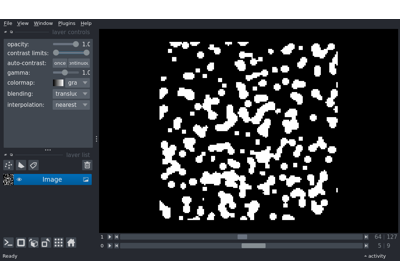 File View Window Plugins Help
layer controls
opacity: 1.0
contrast limits:
auto-contrast: once
gamma: 1.0
colormap: gra
blending: translu
interpolation: nearest
layer list
Image
1 64 127
0 5 9
Ready activity